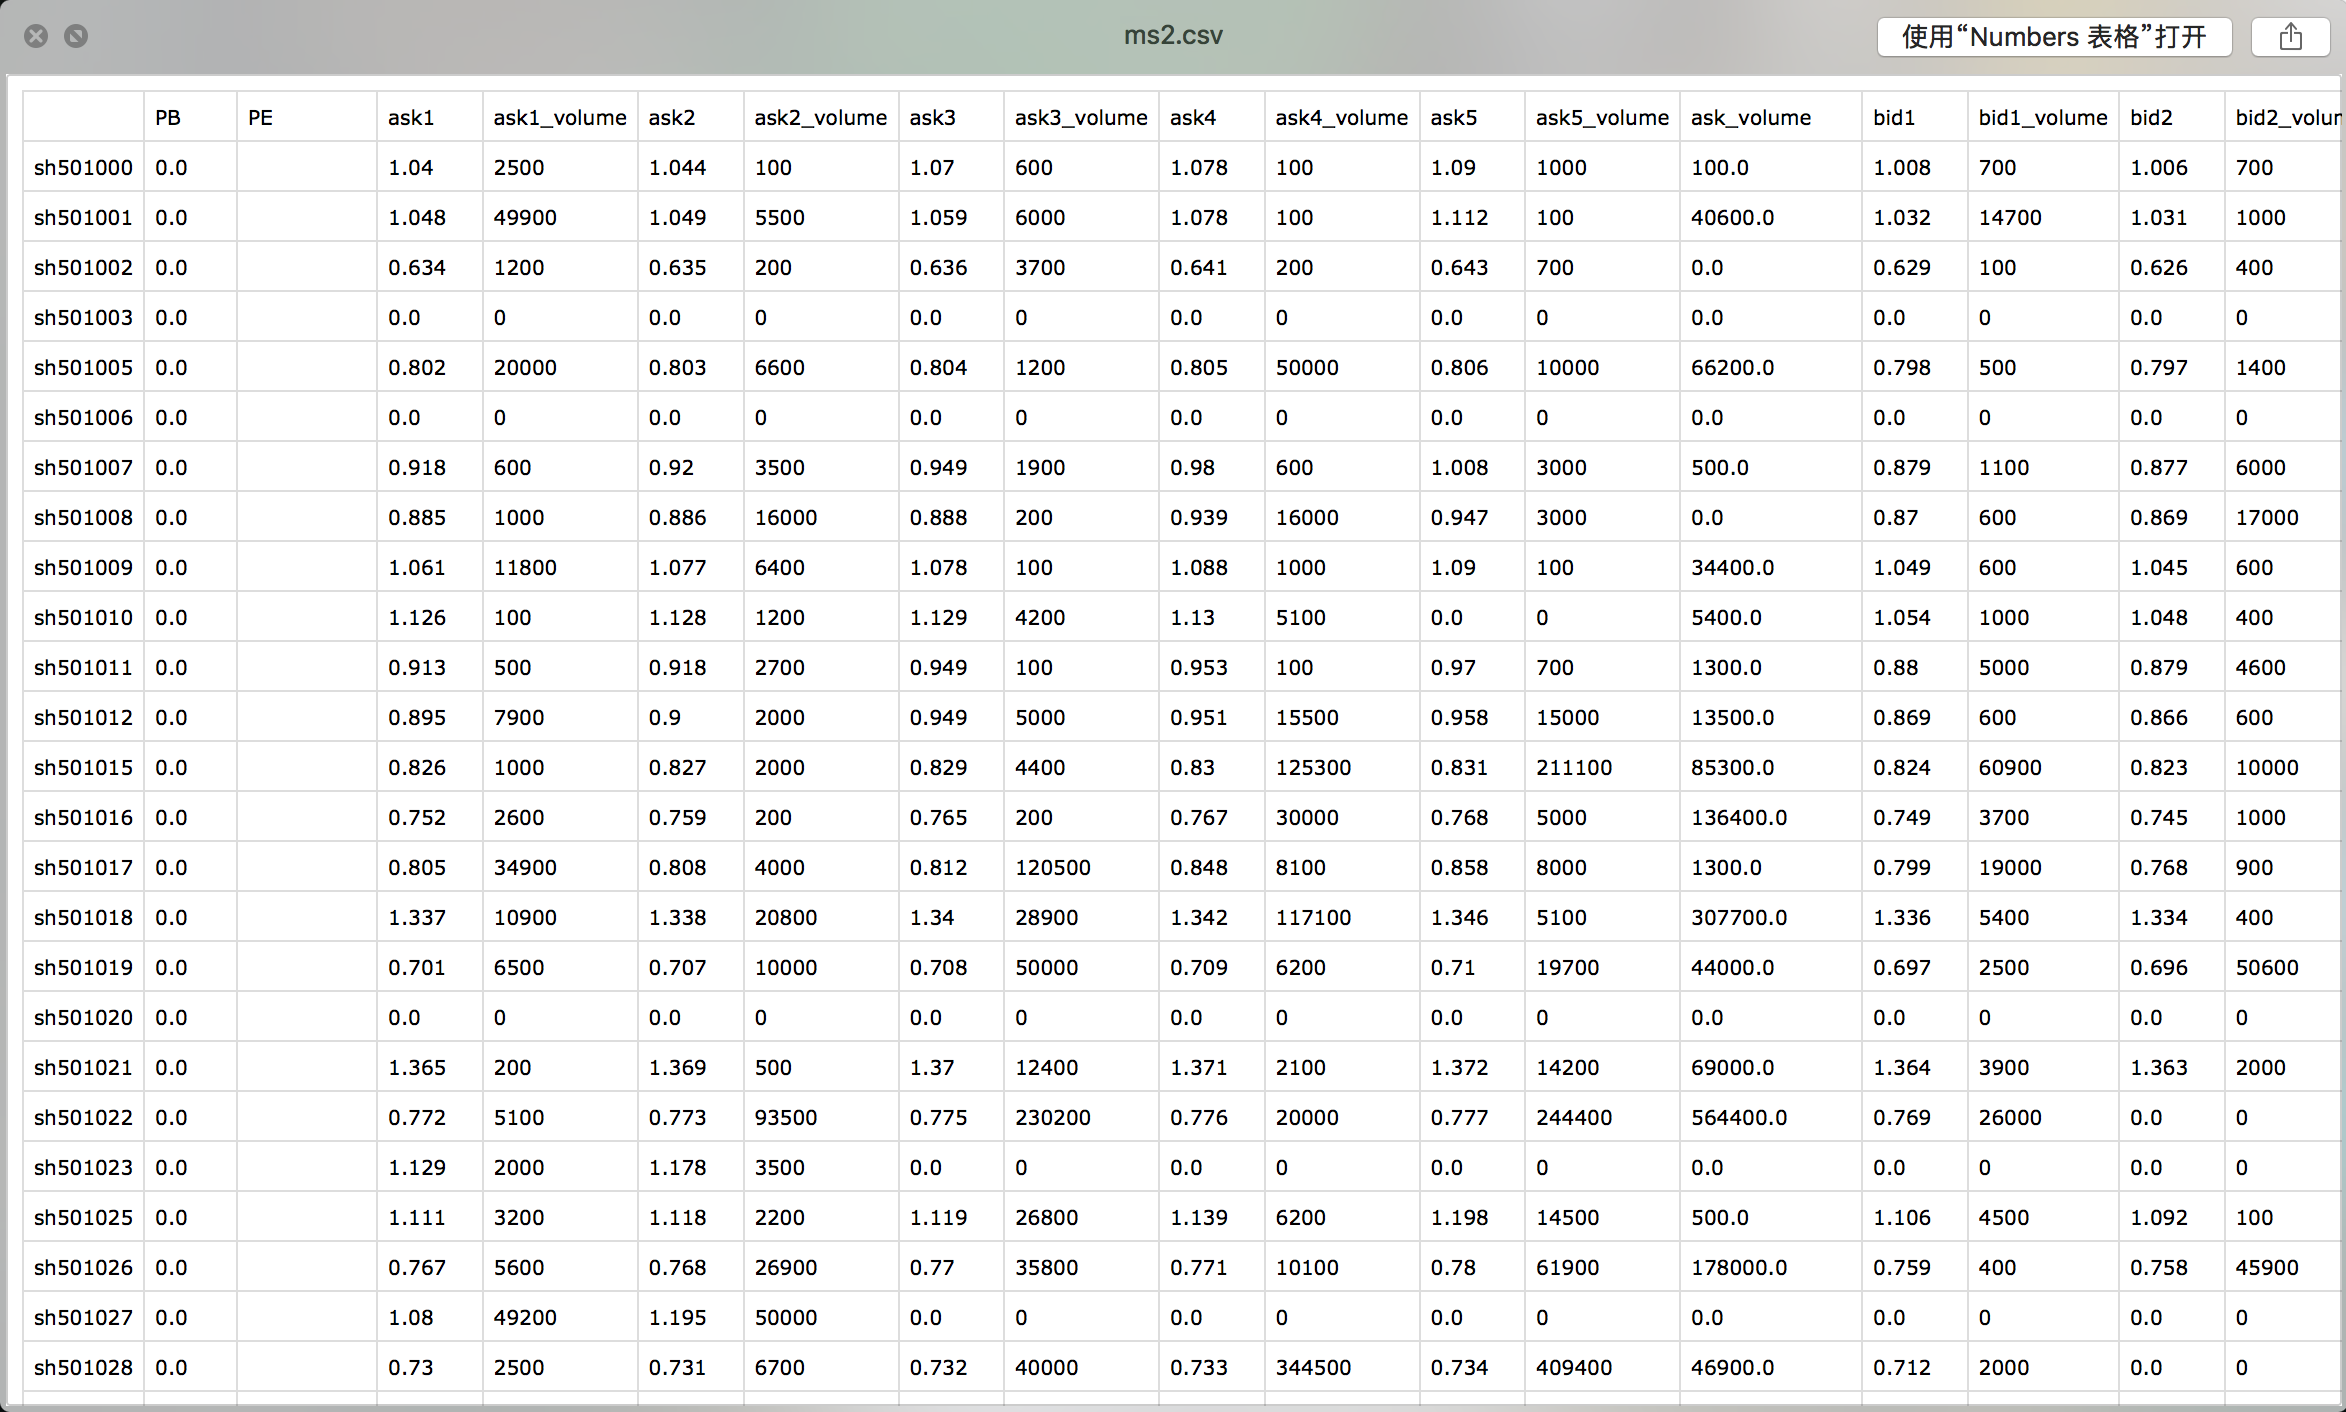 ms2.csv
使用“Numbers 表格”打开
PB PE ask1 ask1_volume ask2 ask2_volume ask3 ask3_volume ask4 ask4_volume ask5 ask5_volume ask_volume bid1 bid1_volume bid2
sh501000 0.0 1.04 2500 1.044 100 1.07 600 1.078 100 1.09 1000 100.0 1.008 700 1.006 700
sh501001 0.0 1.048 49900 1.049 5500 1.059 6000 1.078 100 1.112 100 40600.0 1.032 14700 1.031 1000
sh501002 0.0 0.634 1200 0.635 200 0.636 3700 0.641 200 0.643 700 0.0 0.629 100 0.626 400
sh501003 0.0 0.0 0 0.0 0 0.0 0 0.0 0 0.0 0 0.0 0.0 0 0.0 0
sh501005 0.0 0.802 20000 0.803 6600 0.804 1200 0.805 50000 0.806 10000 66200.0 0.798 500 0.797 1400
sh501006 0.0 0.0 0 0.0 0 0.0 0 0.0 0 0.0 0 0.0 0.0 0 0.0 0
sh501007 0.0 0.918 600 0.92 3500 0.949 1900 0.98 600 1.008 3000 500.0 0.879 1100 0.877 6000
sh501008 0.0 0.885 1000 0.886 16000 0.888 200 0.939 16000 0.947 3000 0.0 0.87 600 0.869 17000
sh501009 0.0 1.061 11800 1.077 6400 1.078 100 1.088 1000 1.09 100 34400.0 1.049 600 1.045 600
sh501010 0.0 1.126 100 1.128 1200 1.129 4200 1.13 5100 0.0 0 5400.0 1.054 1000 1.048 400
sh501011 0.0 0.913 500 0.918 2700 0.949 100 0.953 100 0.97 700 1300.0 0.88 5000 0.879 4600
sh501012 0.0 0.895 7900 0.9 2000 0.949 5000 0.951 15500 0.958 15000 13500.0 0.869 600 0.866 600
sh501015 0.0 0.826 1000 0.827 2000 0.829 4400 0.83 125300 0.831 211100 85300.0 0.824 60900 0.823 10000
sh501016 0.0 0.752 2600 0.759 200 0.765 200 0.767 30000 0.768 5000 136400.0 0.749 3700 0.745 1000
sh501017 0.0 0.805 34900 0.808 4000 0.812 120500 0.848 8100 0.858 8000 1300.0 0.799 19000 0.768 900
sh501018 0.0 1.337 10900 1.338 20800 1.34 28900 1.342 117100 1.346 5100 307700.0 1.336 5400 1.334 400
sh501019 0.0 0.701 6500 0.707 10000 0.708 50000 0.709 6200 0.71 19700 44000.0 0.697 2500 0.696 50600
sh501020 0.0 0.0 0 0.0 0 0.0 0 0.0 0 0.0 0 0.0 0.0 0 0.0 0
sh501021 0.0 1.365 200 1.369 500 1.37 12400 1.371 2100 1.372 14200 69000.0 1.364 3900 1.363 2000
sh501022 0.0 0.772 5100 0.773 93500 0.775 230200 0.776 20000 0.777 244400 564400.0 0.769 26000 0.0 0
sh501023 0.0 1.129 2000 1.178 3500 0.0 0 0.0 0 0.0 0 0.0 0.0 0 0.0 0
sh501025 0.0 1.111 3200 1.118 2200 1.119 26800 1.139 6200 1.198 14500 500.0 1.106 4500 1.092 100
sh501026 0.0 0.767 5600 0.768 26900 0.77 35800 0.771 10100 0.78 61900 178000.0 0.759 400 0.758 45900
sh501027 0.0 1.08 49200 1.195 50000 0.0 0 0.0 0 0.0 0 0.0 0.0 0 0.0 0
sh501028 0.0 0.73 2500 0.731 6700 0.732 40000 0.733 344500 0.734 409400 46900.0 0.712 2000 0.0 0